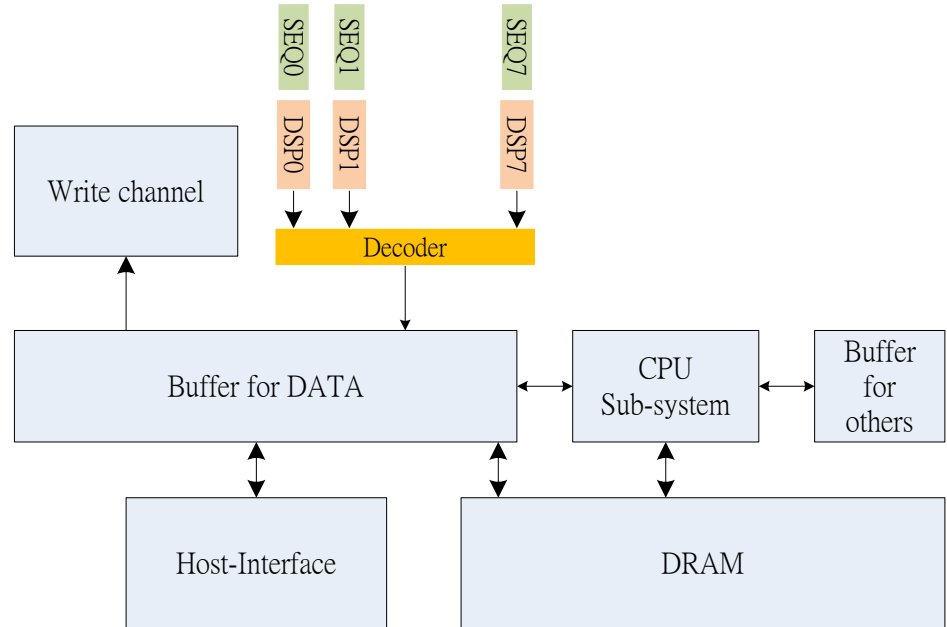 SEQ0
SEQ1
SEQ7
DSP0
DSP1
DSP7
Write channel
Decoder
Buffer for DATA
CPU
Sub-system
Buffer
for
others
Host-Interface
DRAM